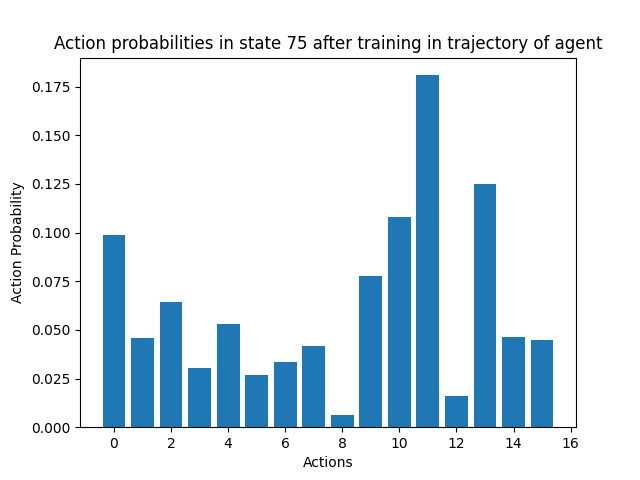 Action probabilities in state 75 after training in trajectory of agent
0.175
0.150
0.125
0.100
0.075
0.050
0.025
0.000
Action Probability
0 2 4 6 8 10 12 14 16
Actions